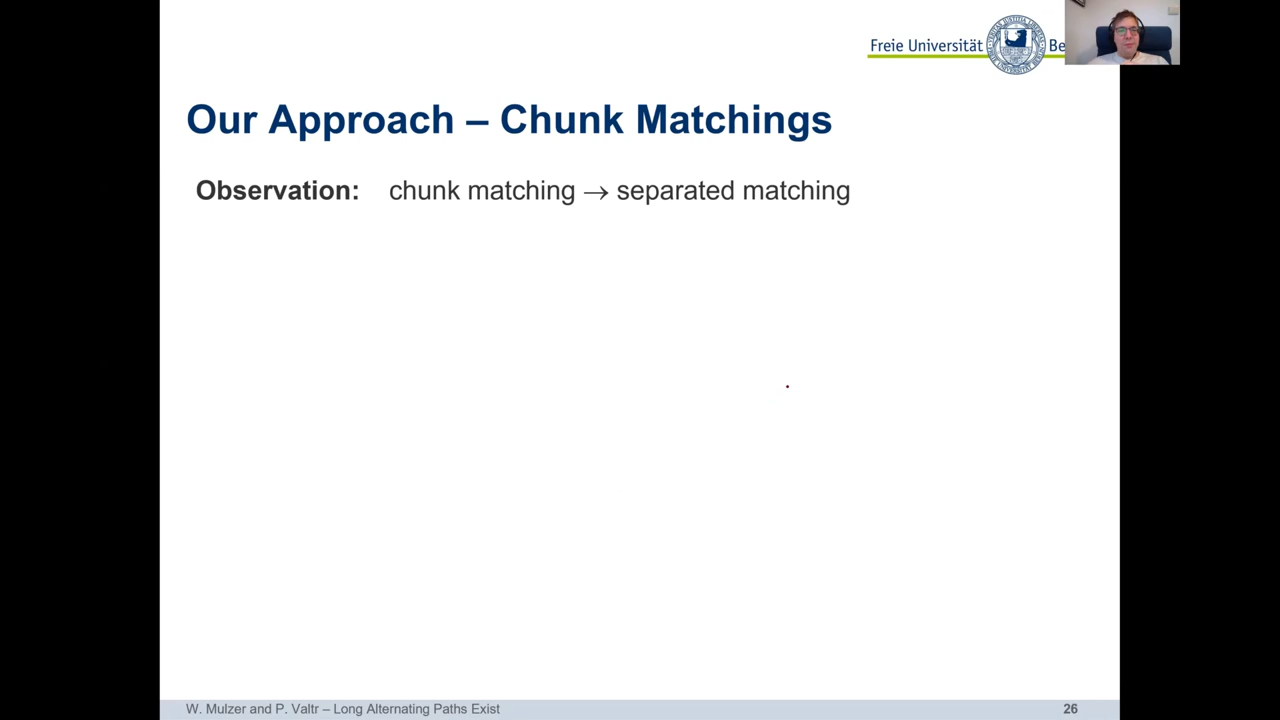 Freie Universität Be
Our Approach – Chunk Matchings
Observation: chunk matching → separated matching
W. Mulzer and P. Valtr – Long Alternating Paths Exist 26